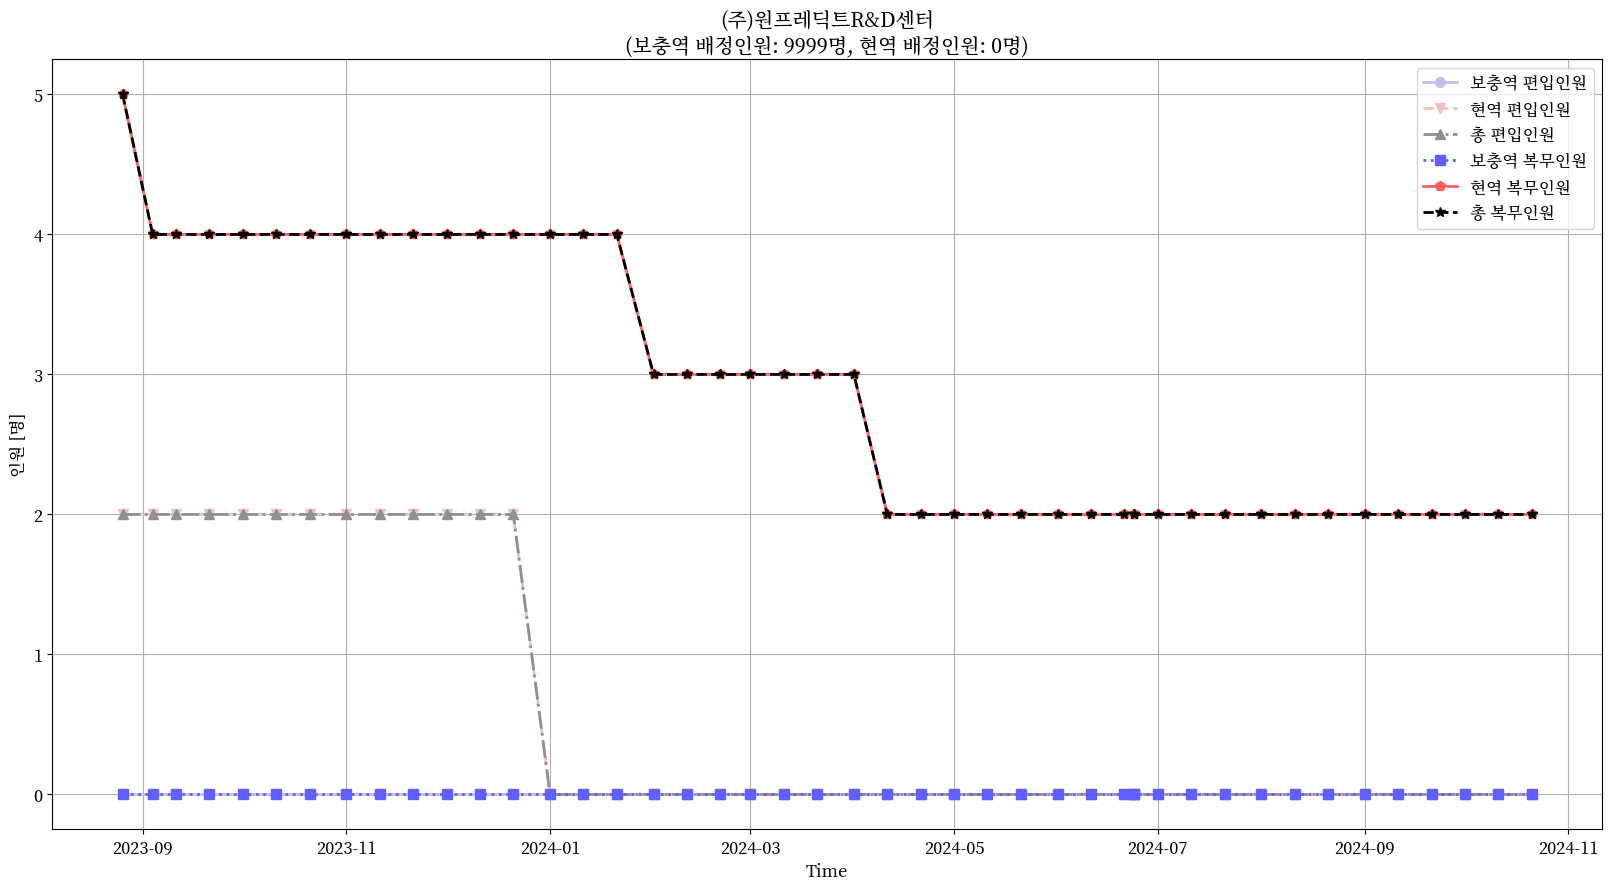 (주)원프레딕트R&D센터
(보충역 배정인원: 9999명, 현역 배정인원: 0명)
보충역 편입인원
현역 편입인원
총 편입인원
보충역 복무인원
현역 복무인원
총 복무인원
인원 [명]
5
4
3
2
1
0
2023-09
2023-11
2024-01
2024-03
2024-05
2024-07
2024-09
2024-11
Time